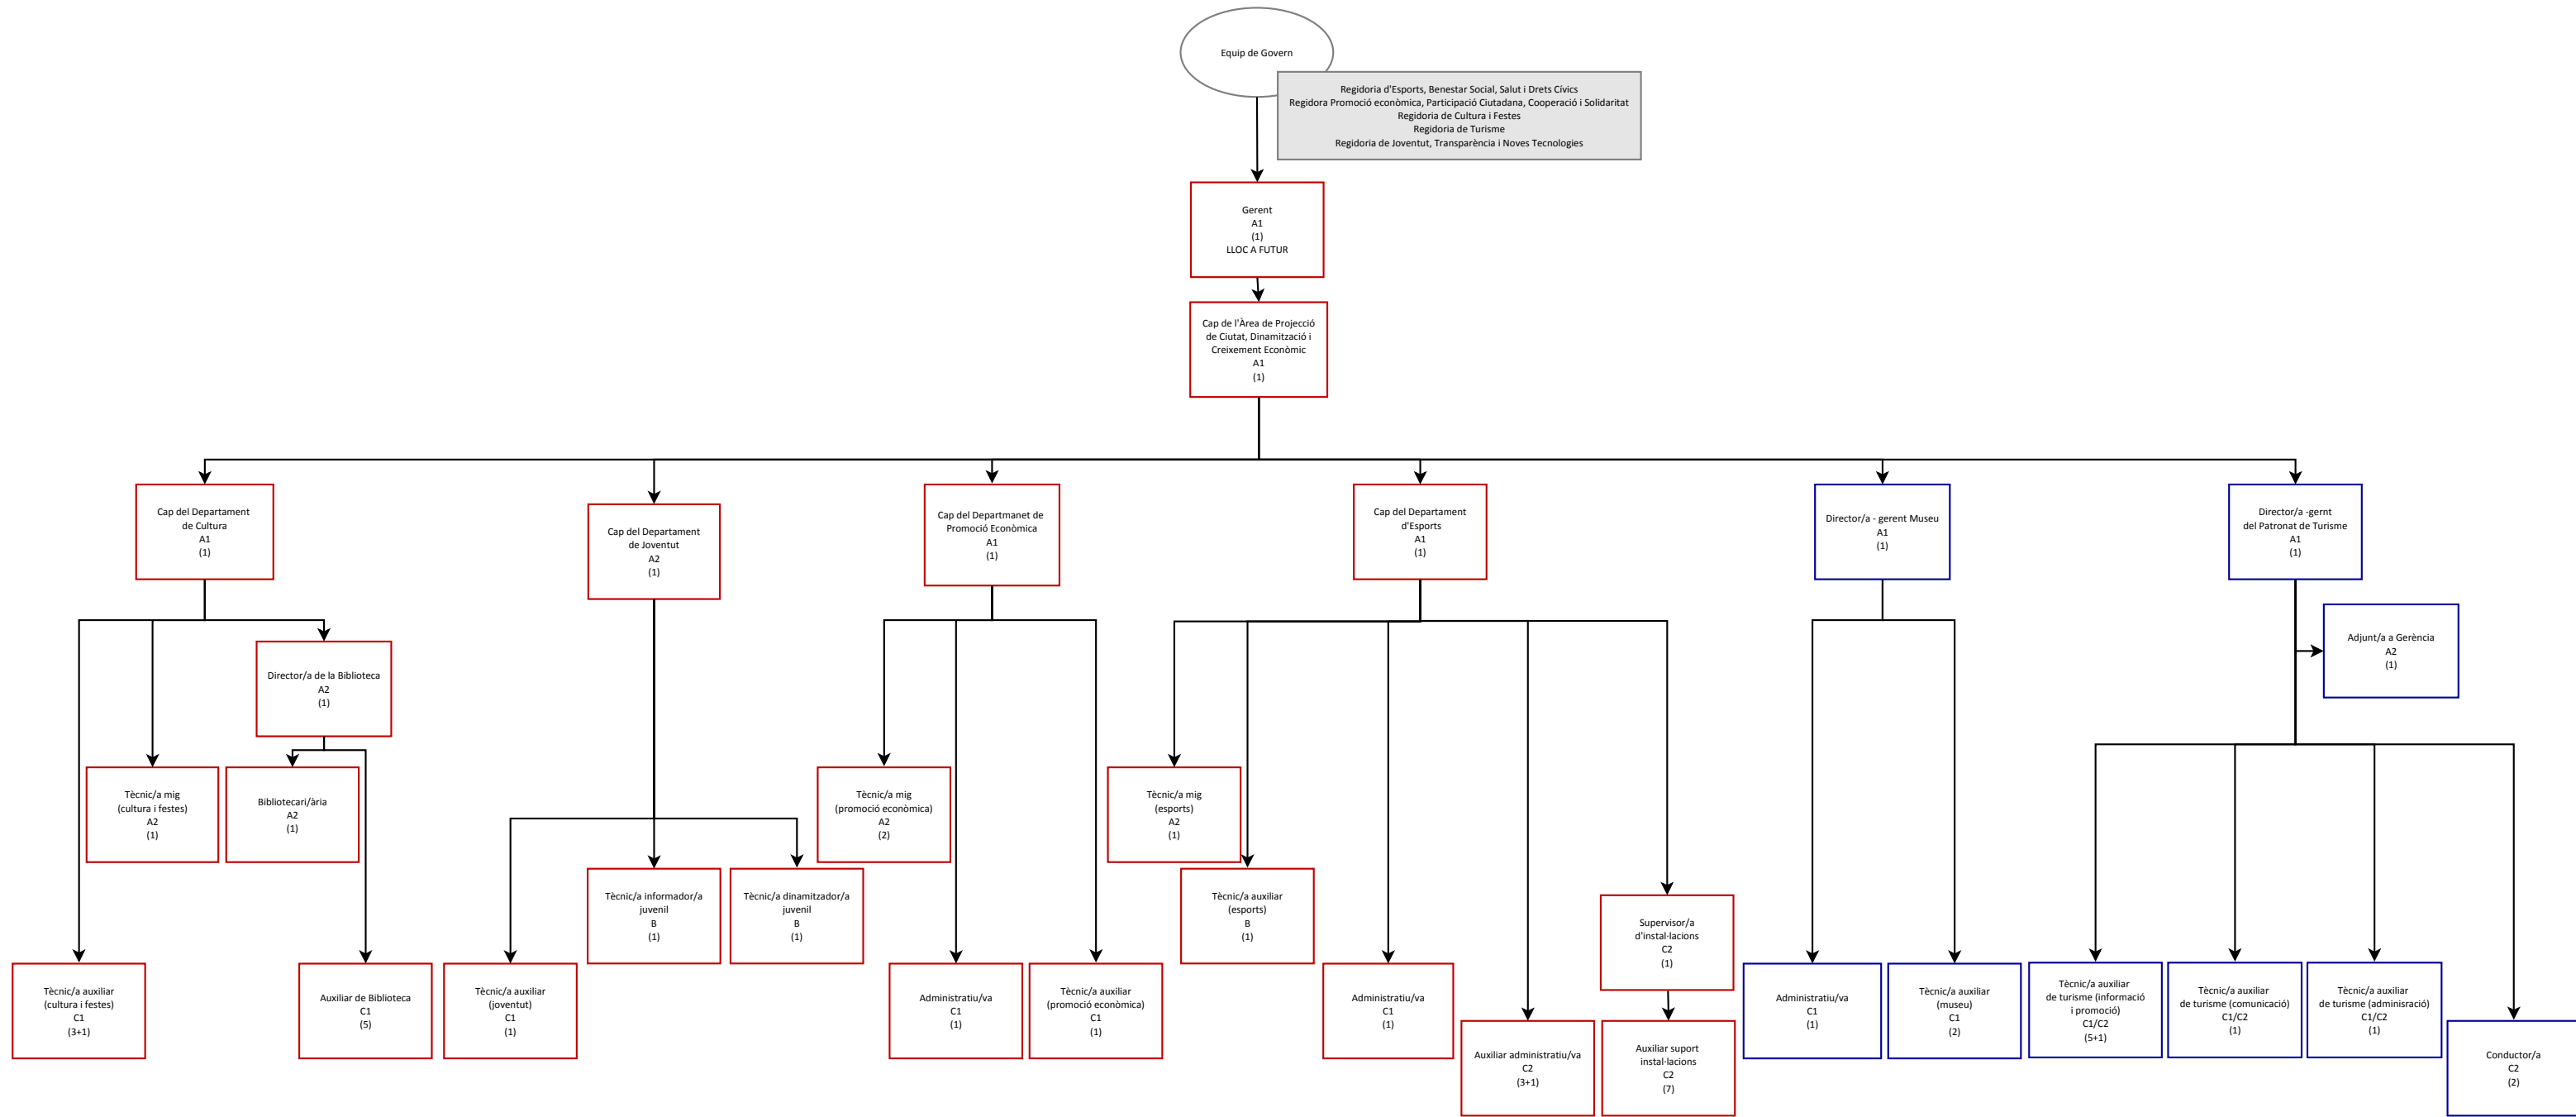 Equip de Govern
Regidoria d'Esports, Benestar Social, Salut i Drets Cívics
Regidora Promoció econòmica, Participació Ciutadana, Cooperació i Solidaritat
Regidoria de Cultura i Festes
Regidoria de Turisme
Regidoria de Joventut, Transparència i Noves Tecnologies
Gerent
A1
(1)
LLOC A FUTUR
Cap de l'Àrea de Projecció
de Ciutat, Dinamització i
Creixement Econòmic
A1
(1)
Cap del Departament
de Cultura
A1
(1)
Cap del Departament
de Joventut
A2
(1)
Cap del Departmanet de
Promoció Econòmica
A1
(1)
Cap del Departament
d'Esports
A1
(1)
Director/a - gerent Museu
A1
(1)
Director/a -gernt
del Patronat de Turisme
A1
(1)
Adjunt/a a Gerència
A2
(1)
Director/a de la Biblioteca
A2
(1)
Tècnic/a mig
(cultura i festes)
A2
(1)
Bibliotecari/ària
A2
(1)
Tècnic/a mig
(promoció econòmica)
A2
(2)
Tècnic/a mig
(esports)
A2
(1)
Tècnic/a informador/a
juvenil
B
(1)
Tècnic/a dinamitzador/a
juvenil
B
(1)
Tècnic/a auxiliar
(esports)
B
(1)
Supervisor/a
d'instal·lacions
C2
(1)
Tècnic/a auxiliar
(cultura i festes)
C1
(3+1)
Auxiliar de Biblioteca
C1
(5)
Tècnic/a auxiliar
(joventut)
C1
(1)
Administratiu/va
C1
(1)
Tècnic/a auxiliar
(promoció econòmica)
C1
(1)
Administratiu/va
C1
(1)
Auxiliar administratiu/va
C2
(3+1)
Auxiliar suport
instal·lacions
C2
(7)
Administratiu/va
C1
(1)
Tècnic/a auxiliar
(museu)
C1
(2)
Tècnic/a auxiliar
de turisme (informació
i promoció)
C1/C2
(5+1)
Tècnic/a auxiliar
de turisme (comunicació)
C1/C2
(1)
Tècnic/a auxiliar
de turisme (adminisració)
C1/C2
(1)
Conductor/a
C2
(2)